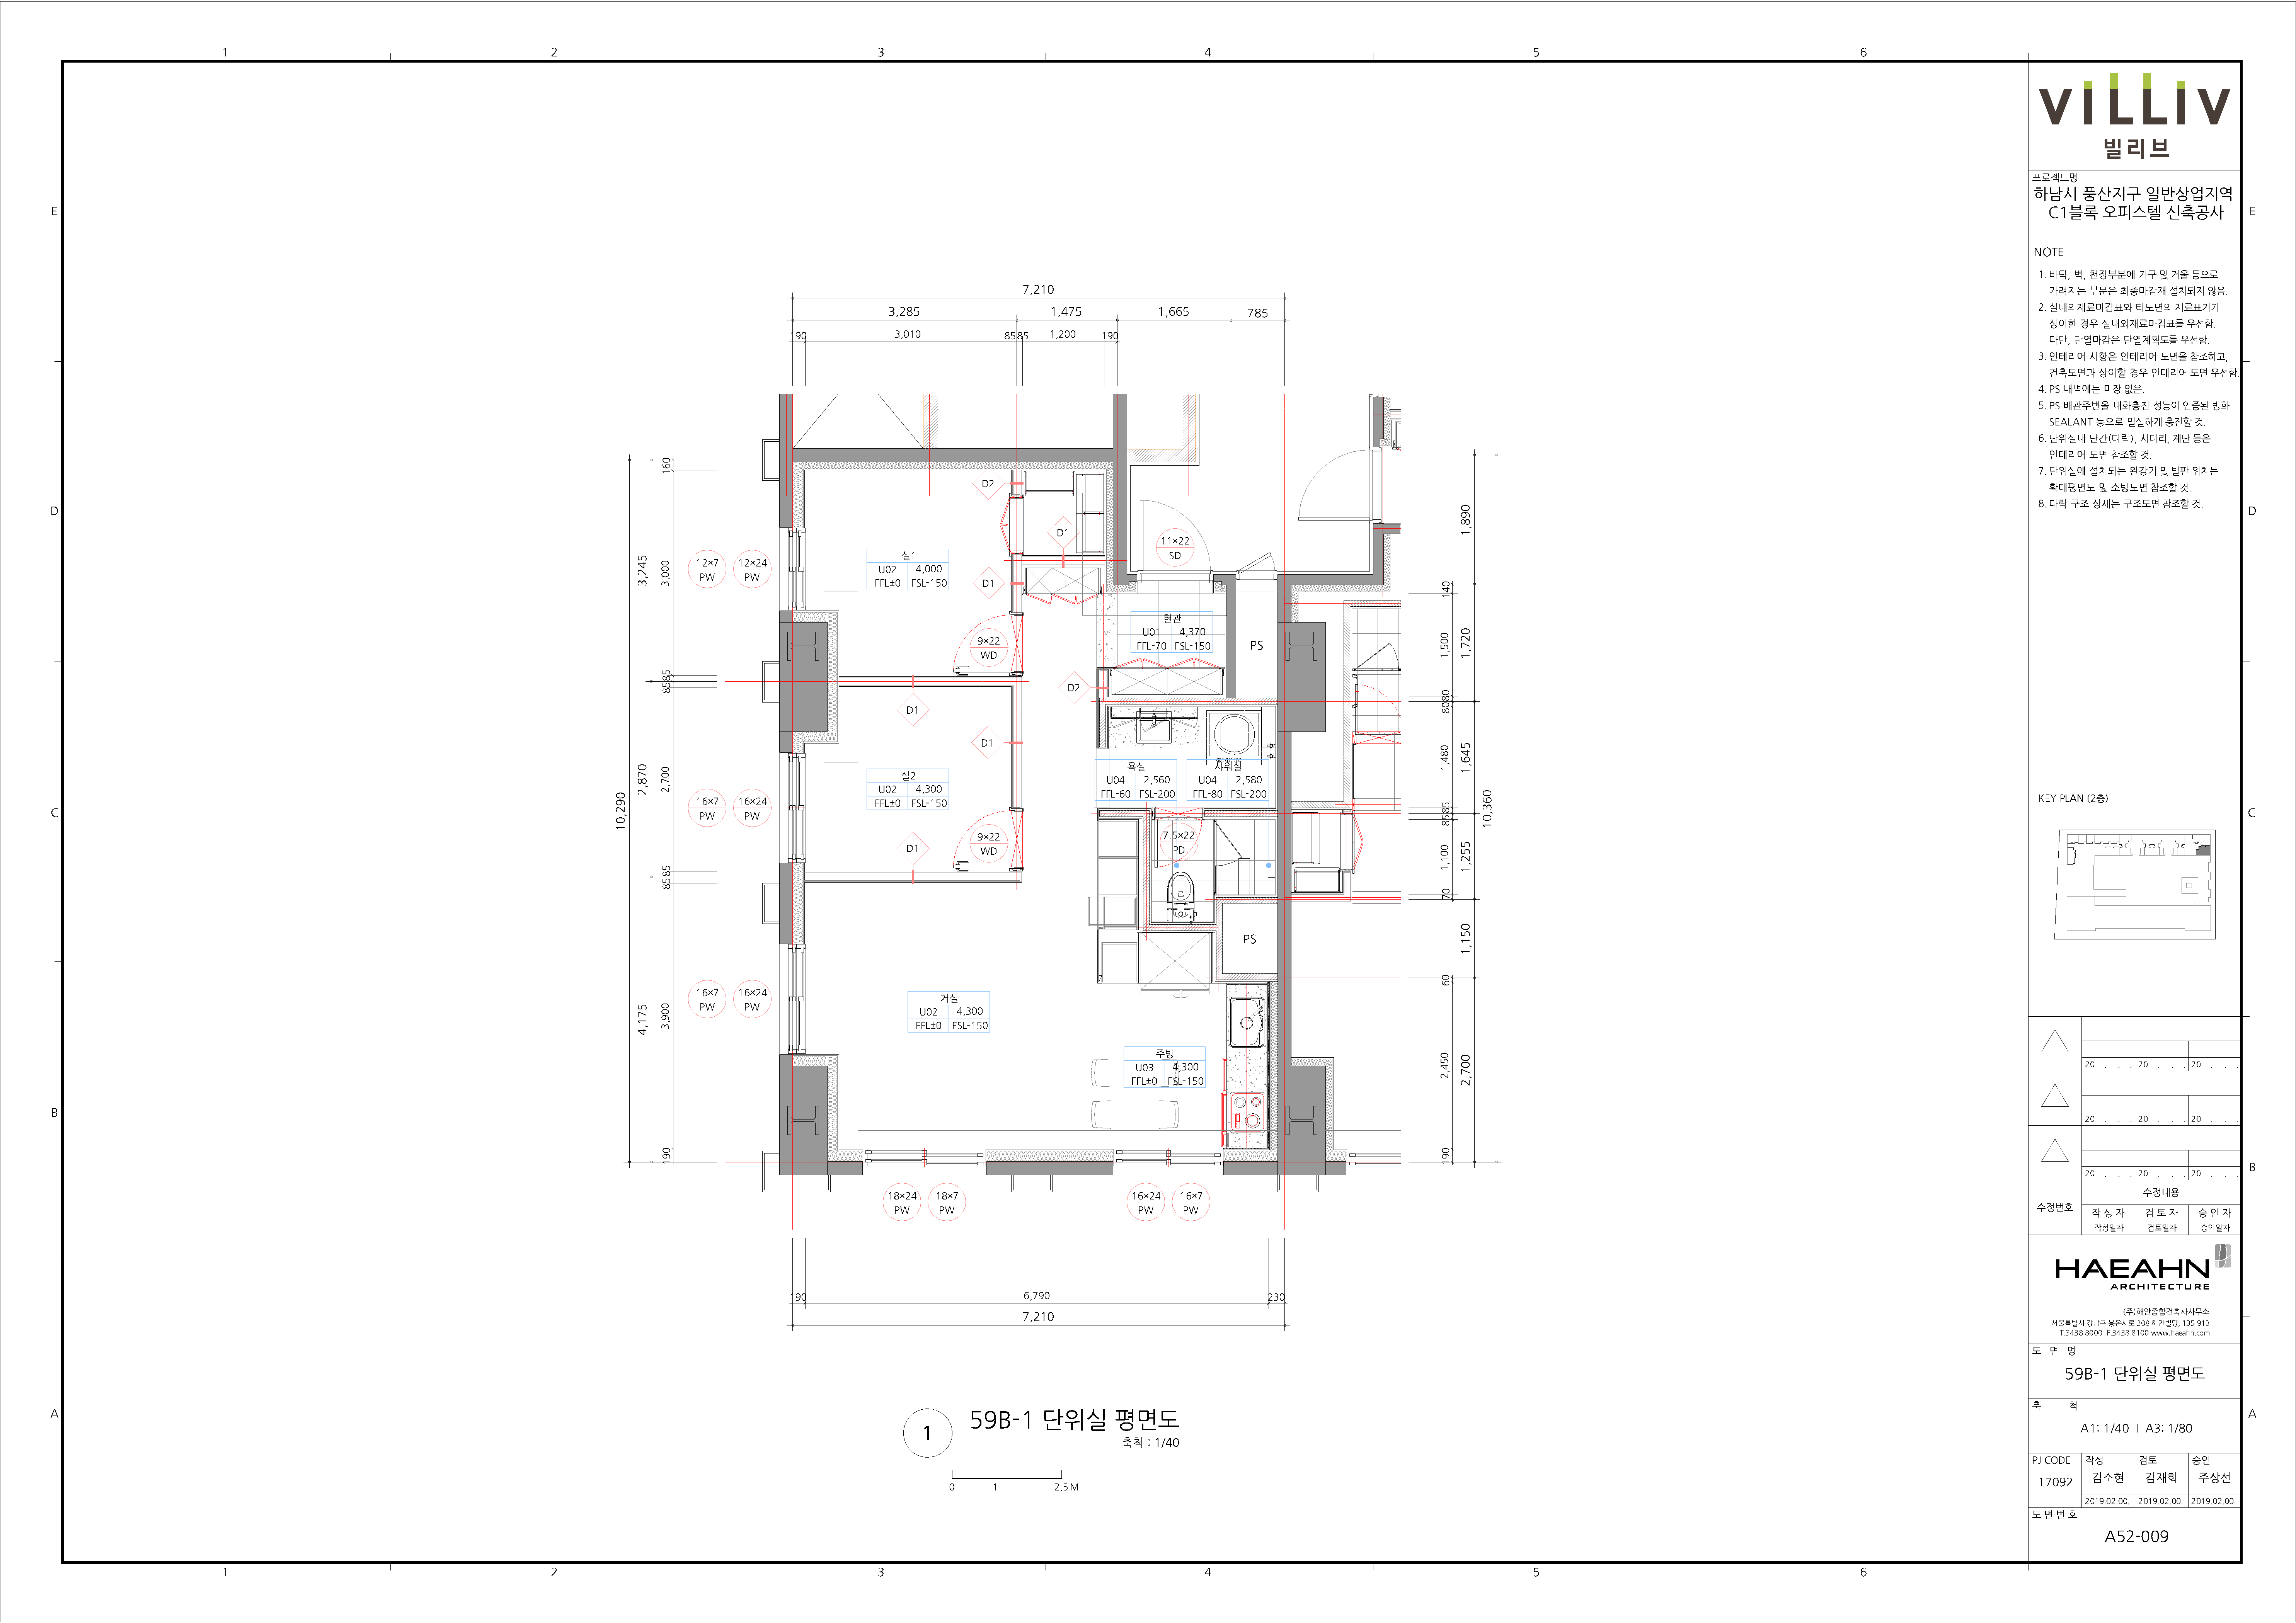 1 2 3 4 5 6
E
D
C
B
A
7,210
3,285 1,475 1,665 785
190 3,010 85 85 1,200 190
10,290
3,245 2,870 4,175
160 3,000 85 85 2,700 85 85 3,900 190
12×7 PW
12×24 PW
16×7 PW
16×24 PW
16×7 PW
16×24 PW
D2
D1
D1
11×22
SD
실1
U02 4,000
FFL±0 FSL-150
9×22
WD
현관
U01 4,370
FFL-70 FSL-150
PS
D2
D1
D1
실2
U02 4,300
FFL±0 FSL-150
욕실
U04 2,560
FFL-60 FSL-200
샤워실
U04 2,580
FFL-80 FSL-200
D1
9×22
WD
7.5×22
PD
PS
거실
U02 4,300
FFL±0 FSL-150
주방
U03 4,300
FFL±0 FSL-150
18×24 PW
18×7 PW
16×24 PW
16×7 PW
140 1,500 80 80 1,480 85 85 1,100 70 60 2,450 190
1,890 1,720 1,645 1,255 1,150 2,700
10,360
190 6,790 230
7,210
1
59B-1 단위실 평면도
축척 : 1/40
0 1 2.5 M
VILLIV
빌리브
프로젝트명
하남시 풍산지구 일반상업지역
C1블록 오피스텔 신축공사
NOTE
1. 바닥, 벽, 천장부분에 가구 및 거울 등으로
가려지는 부분은 최종마감재 설치되지 않음.
2. 실내외재료마감표와 타도면의 재료표기가
상이한 경우 실내외재료마감표를 우선함.
다만, 단열마감은 단열계획도를 우선함.
3. 인테리어 사항은 인테리어 도면을 참조하고,
건축도면과 상이할 경우 인테리어 도면 우선함.
4. PS 내벽에는 미장 없음.
5. PS 배관주변을 내화충전 성능이 인증된 방화
SEALANT 등으로 밀실하게 충진할 것.
6. 단위실내 난간(다락), 사다리, 계단 등은
인테리어 도면 참조할 것.
7. 단위실에 설치되는 완강기 및 발판 위치는
확대평면도 및 소방도면 참조할 것.
8. 다락 구조 상세는 구조도면 참조할 것.
KEY PLAN (2층)
20 . . . 20 . . . 20 . . .
20 . . . 20 . . . 20 . . .
20 . . . 20 . . . 20 . . .
수정번호
수정내용
작 성 자 검 토 자 승 인 자
작성일자 검토일자 승인일자
HAEAHN
ARCHITECTURE
(주)해안종합건축사사무소
서울특별시 강남구 봉은사로 208 해안빌딩, 135-913
T.3438 8000 F.3438 8100 www.haeahn.com
도 면 명
59B-1 단위실 평면도
축 척
A1: 1/40 I A3: 1/80
PJ CODE 작성 검토 승인
17092 김소현 김재희 주상선
2019.02.00. 2019.02.00. 2019.02.00.
도 면 번 호
A52-009
E
D
C
B
B
A
1 2 3 4 5 6